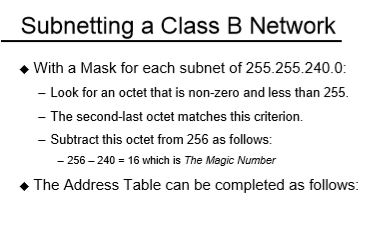 Subnetting a Class B Network
◆ With a Mask for each subnet of 255.255.240.0:
– Look for an octet that is non-zero and less than 255.
– The second-last octet matches this criterion.
– Subtract this octet from 256 as follows:
– 256 – 240 = 16 which is The Magic Number
◆ The Address Table can be completed as follows: